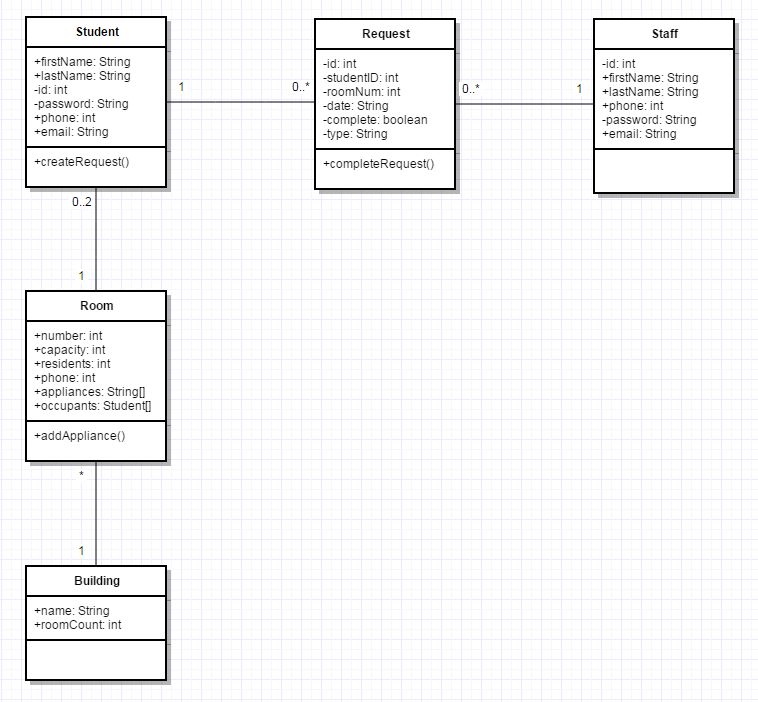 Student
+firstName: String
+lastName: String
-id: int
-password: String
+phone: int
+email: String
+createRequest()
1
0..*
Request
-id: int
-studentID: int
-roomNum: int
-date: String
-complete: boolean
-type: String
+completeRequest()
0..*
1
Staff
-id: int
+firstName: String
+lastName: String
+phone: int
-password: String
+email: String
0..2
1
Room
+number: int
+capacity: int
+residents: int
+phone: int
+appliances: String[]
+occupants: Student[]
+addAppliance()
*
1
Building
+name: String
+roomCount: int